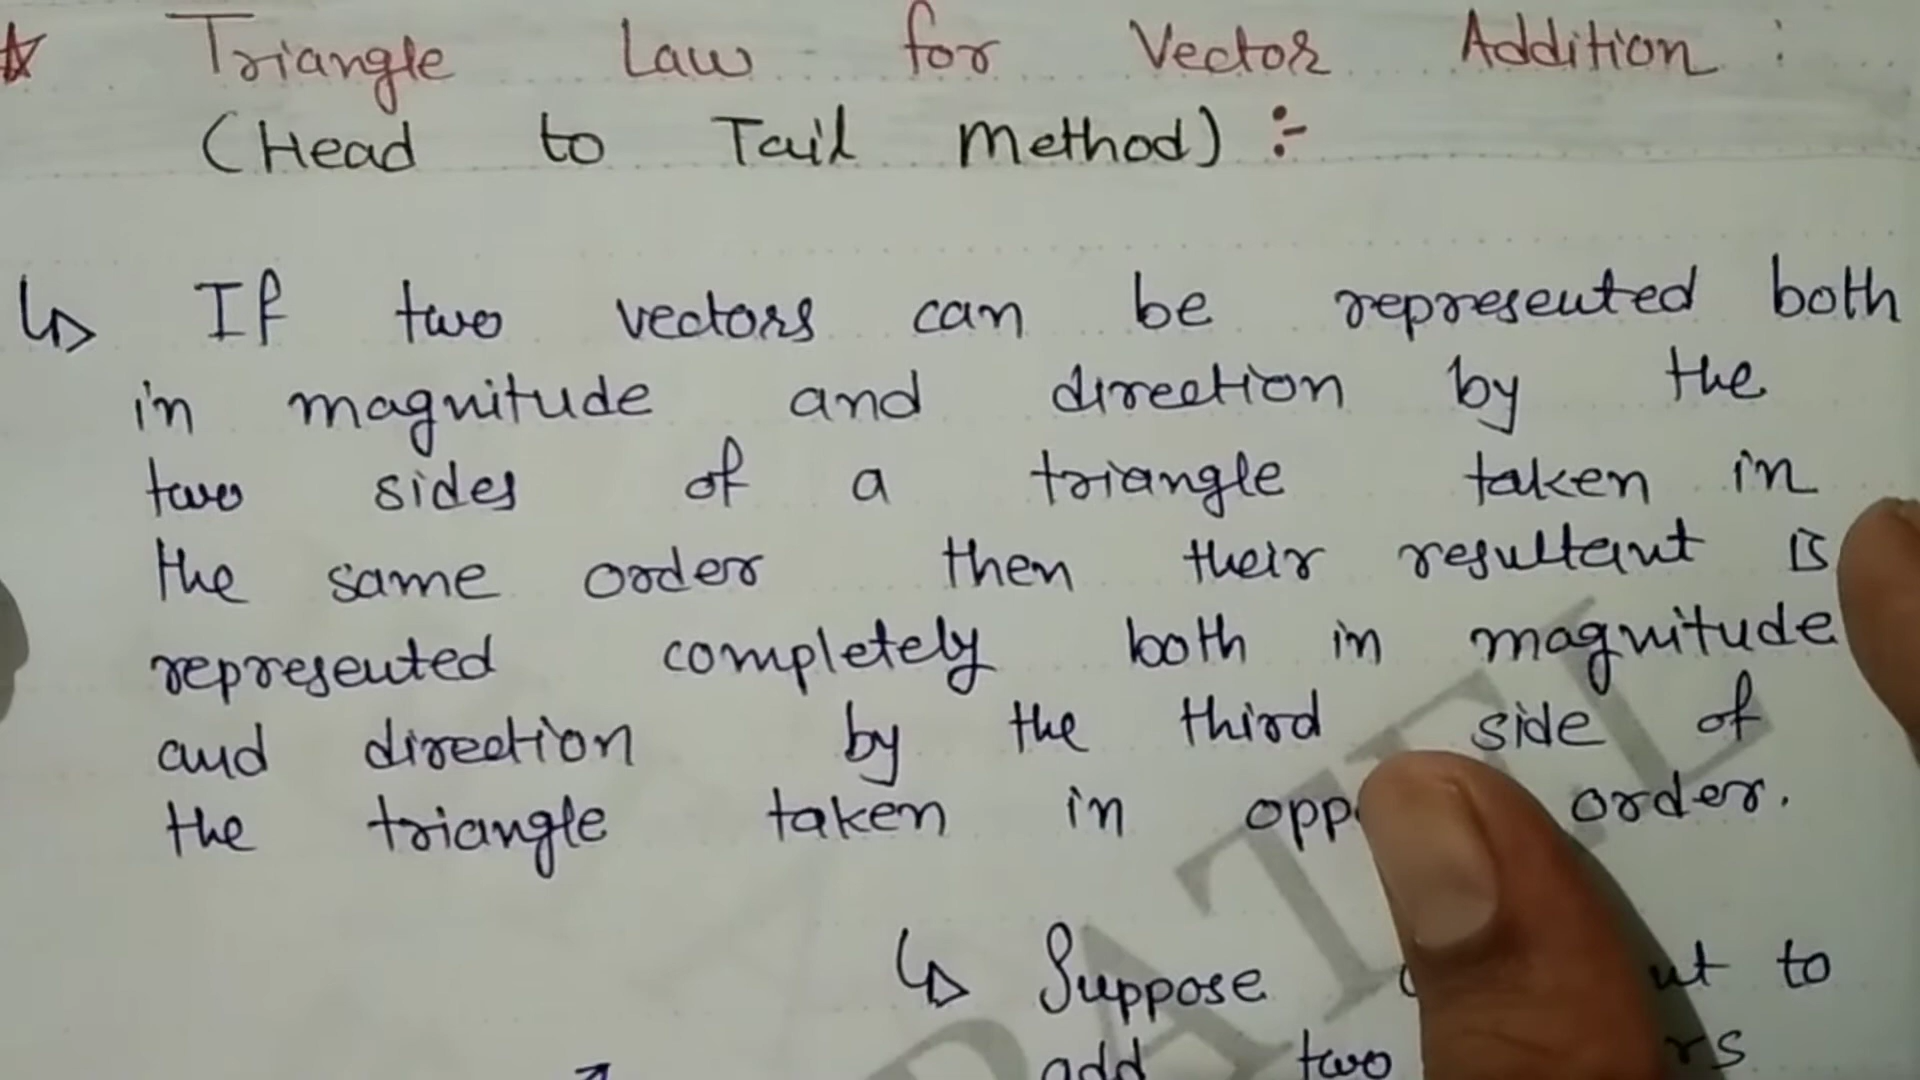 ☆ Triangle Law for Vector Addition :
(Head to Tail Method) :-
↳ If two vectors can be represented both
in magnitude and direction by the
two sides of a triangle taken in
the same order then their resultant is
represented completely both in magnitude
and direction by the third side of
the triangle taken in order.
↳ Suppose to
add two
PATEL